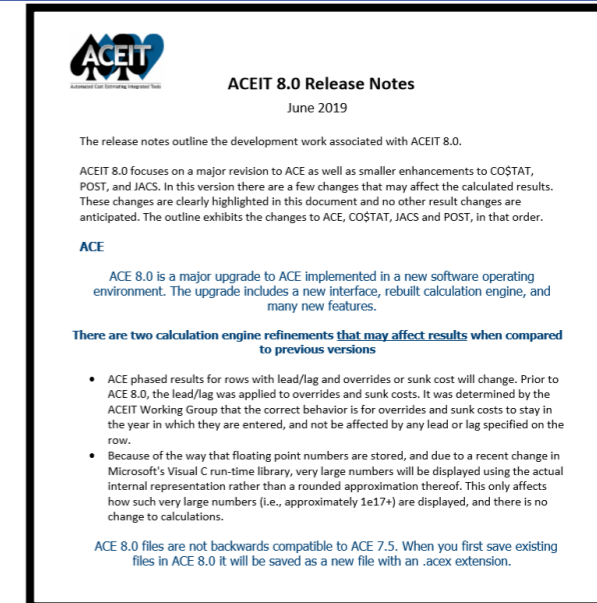 ACEIT
Automated Cost Estimating Integrated Tools
ACEIT 8.0 Release Notes
June 2019
The release notes outline the development work associated with ACEIT 8.0.
ACEIT 8.0 focuses on a major revision to ACE as well as smaller enhancements to CO$TAT,
POST, and JACS. In this version there are a few changes that may affect the calculated results.
These changes are clearly highlighted in this document and no other result changes are
anticipated. The outline exhibits the changes to ACE, CO$TAT, JACS and POST, in that order.
ACE
ACE 8.0 is a major upgrade to ACE implemented in a new software operating
environment. The upgrade includes a new interface, rebuilt calculation engine, and
many new features.
There are two calculation engine refinements that may affect results when compared
to previous versions
• ACE phased results for rows with lead/lag and overrides or sunk cost will change. Prior to
ACE 8.0, the lead/lag was applied to overrides and sunk costs. It was determined by the
ACEIT Working Group that the correct behavior is for overrides and sunk costs to stay in
the year in which they are entered, and not be affected by any lead or lag specified on the
row.
• Because of the way that floating point numbers are stored, and due to a recent change in
Microsoft's Visual C run-time library, very large numbers will be displayed using the actual
internal representation rather than a rounded approximation thereof. This only affects
how such very large numbers (i.e., approximately 1e17+) are displayed, and there is no
change to calculations.
ACE 8.0 files are not backwards compatible to ACE 7.5. When you first save existing
files in ACE 8.0 it will be saved as a new file with an .acex extension.